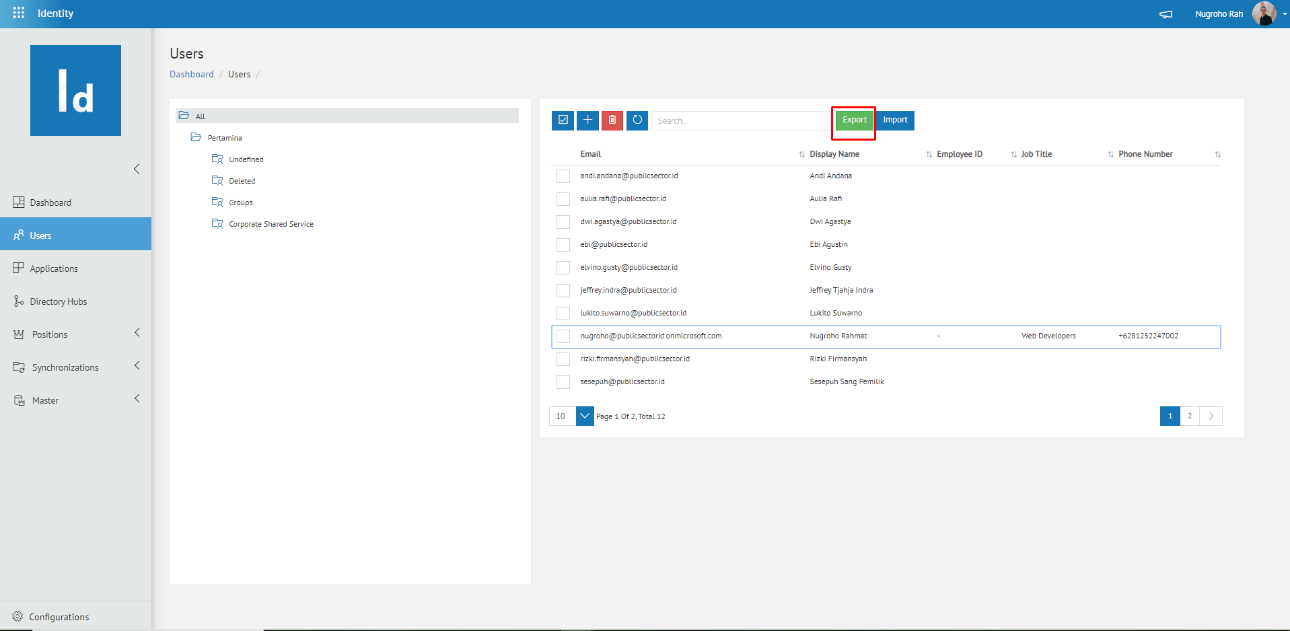 Identity
Nugroho Rah
Id
Users
Dashboard / Users /
All
Pertamina
Undefined
Deleted
Groups
Corporate Shared Service
Dashboard
Users
Applications
Directory Hubs
Positions
Synchronizations
Master
Configurations
Search..
Export
Import
Email Display Name Employee ID Job Title Phone Number
andi.andana@publicsector.id Andi Andana
aulia.rafi@publicsector.id Aulia Rafi
dwi.agastya@publicsector.id Dwi Agastya
ebi@publicsector.id Ebi Agustin
elvino.gusty@publicsector.id Elvino Gusty
jeffrey.indra@publicsector.id Jeffrey Tjahja Indra
lukito.suwarno@publicsector.id Lukito Suwarno
nugroho@publicsectorid.onmicrosoft.com Nugroho Rahmat - Web Developers +6281252247002
rizki.firmansyah@publicsector.id Rizki Firmansyah
sesepuh@publicsector.id Sesepuh Sang Pemilik
10 Page 1 Of 2, Total 12
1 2